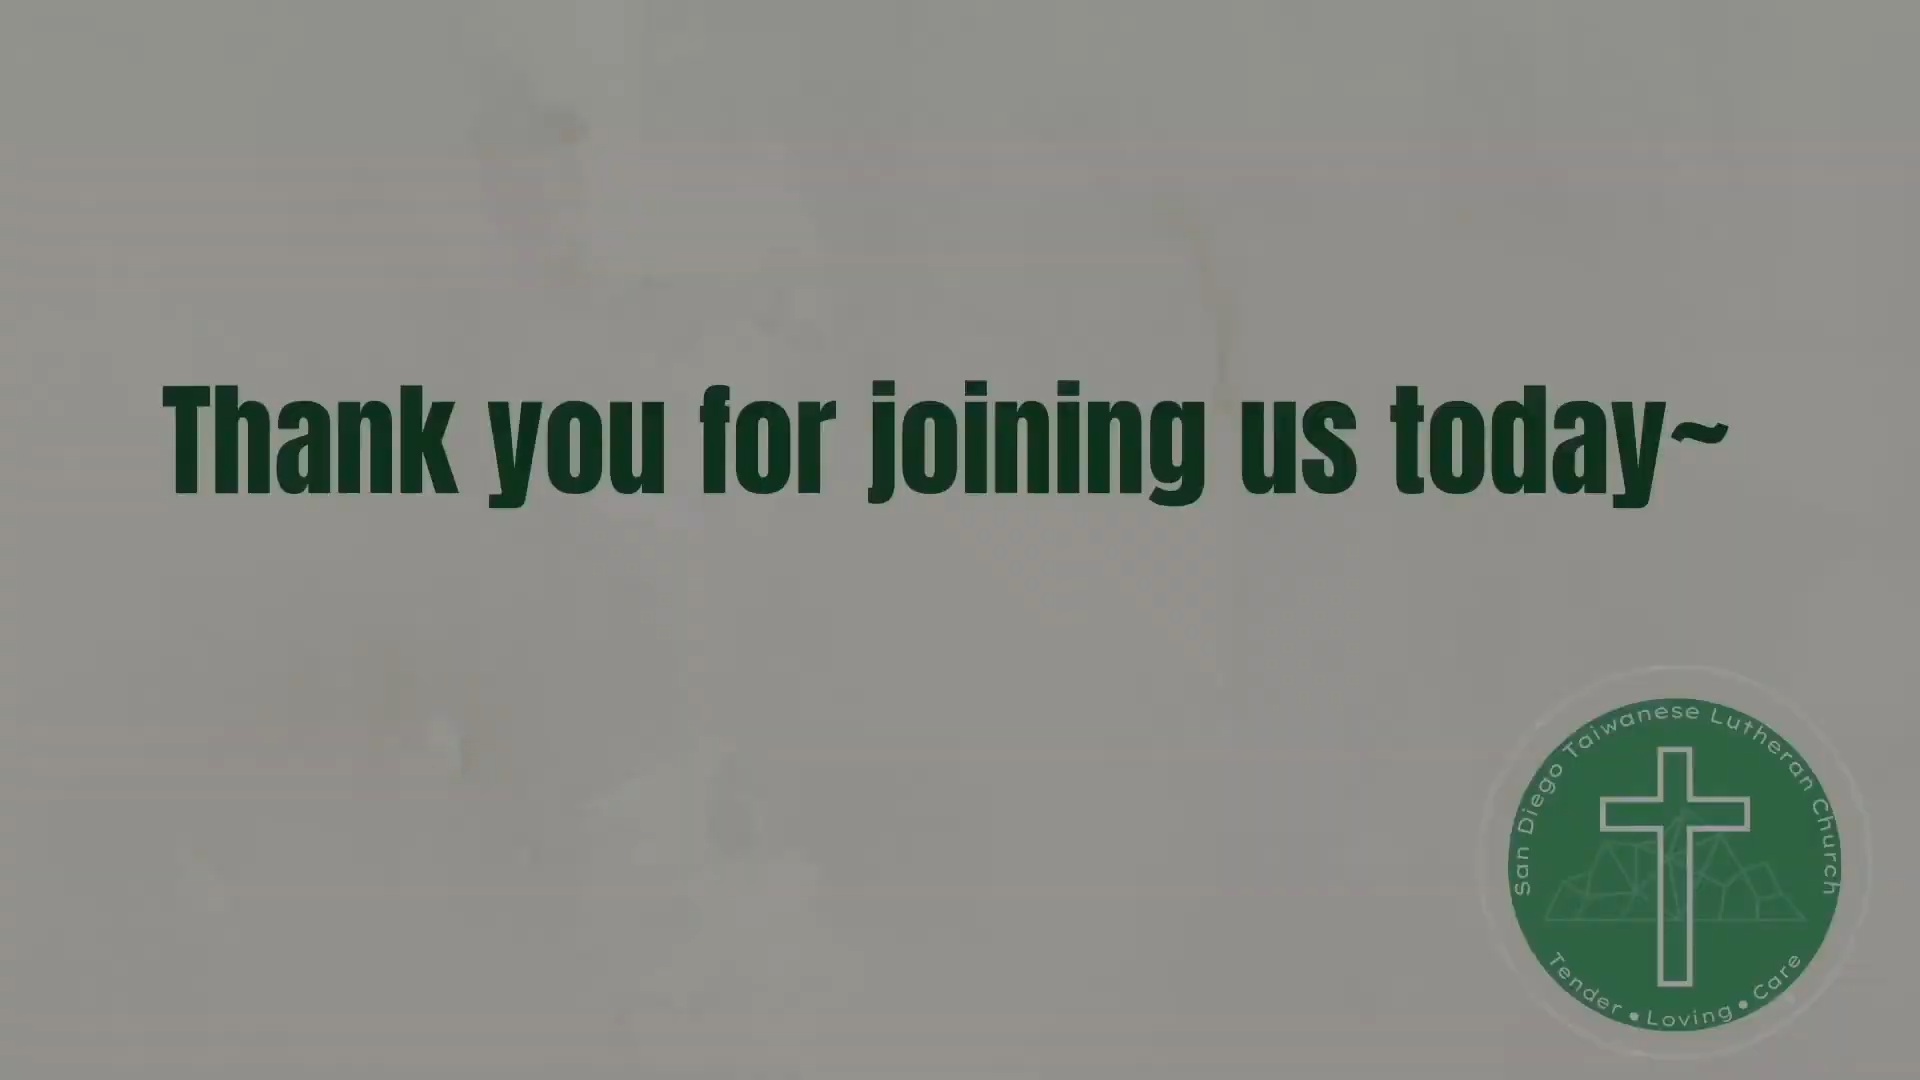 Thank you for joining us today~
San Diego Taiwanese Lutheran Church
Tender • Loving • Care